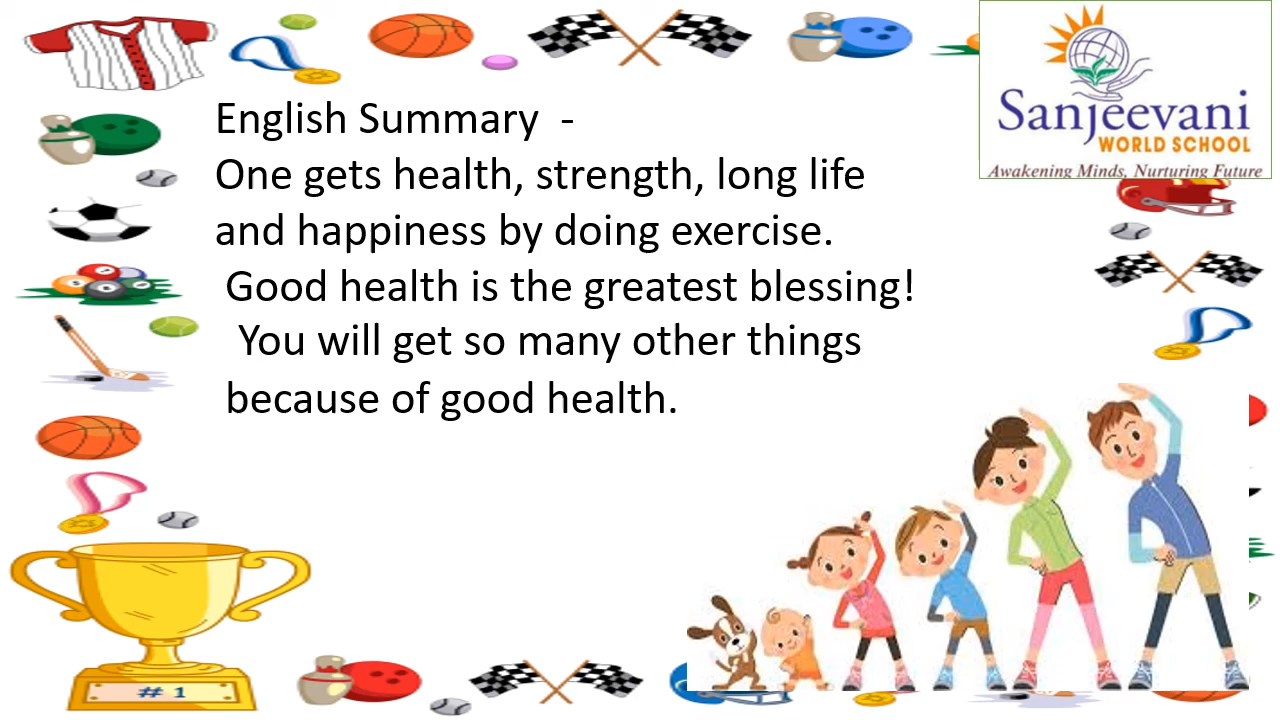 Sanjeevani
WORLD SCHOOL
Awakening Minds, Nurturing Future
English Summary -
One gets health, strength, long life
and happiness by doing exercise.
Good health is the greatest blessing!
You will get so many other things
because of good health.
# 1